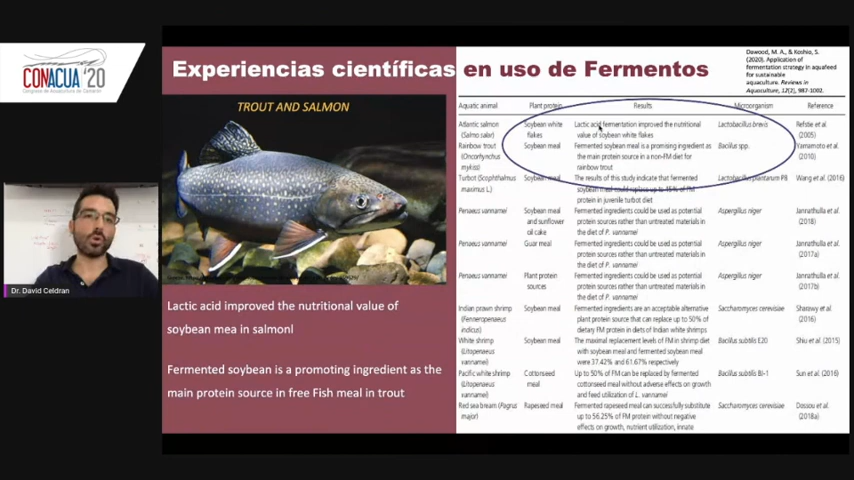 CONACUA '20
Congreso de Acuicultura de Camarón
Dr. David Celdran
Experiencias científicas en uso de Fermentos
TROUT AND SALMON
Lactic acid improved the nutritional value of
soybean mea in salmonl
Fermented soybean is a promoting ingredient as the
main protein source in free Fish meal in trout
Dawood, M. A., & Koshio, S.
(2020). Application of
fermentation strategy in aquafeed
for sustainable
aquaculture. Reviews in
Aquaculture, 12(2), 987-1002.
Aquatic animal Plant protein Results Microorganism Reference
Atlantic salmon Soybean white Lactic acid fermentation improved the nutritional Lactobacillus brevis Refstie et al.
(Salmo salar) flakes value of soybean white flakes (2005)
Rainbow trout Soybean meal Fermented soybean meal is a promising ingredient as Bacillus spp. Yamamoto et al.
(Oncorhynchus the main protein source in a non-FM diet for (2010)
mykiss) rainbow trout
Turbot (Scophthalmus Soybean meal The results of this study indicate that fermented Lactobacillus plantarum P8 Wang et al. (2016)
maximus L.) soybean meal could replace up to 45% of FM
protein in juvenile turbot diet
Penaeus vannamei Soybean meal Fermented ingredients could be used as potential Aspergillus niger Jannathulla et al.
and sunflower protein sources rather than untreated materials in (2018)
oil cake the diet of P. vannamei
Penaeus vannamei Guar meal Fermented ingredients could be used as potential Aspergillus niger Jannathulla et al.
protein sources rather than untreated materials in (2017a)
the diet of P. vannamei
Penaeus vannamei Plant protein Fermented ingredients could be used as potential Aspergillus niger Jannathulla et al.
sources protein sources rather than untreated materials in (2017b)
the diet of P. vannamei
Indian prawn shrimp Soybean meal Fermented ingredients are an acceptable alternative Saccharomyces cerevisiae Sharawy et al.
(Fenneropenaeus plant protein source that can replace up to 50% of (2016)
indicus) dietary FM protein in diets of Indian white shrimps
White shrimp Soybean meal The maximal replacement levels of FM in shrimp diet Bacillus subtilis E20 Shiu et al. (2015)
(Litopenaeus with soybean meal and fermented soybean meal
vannamei) were 37.42% and 61.67% respectively
Pacific white shrimp Cottonseed Up to 50% of FM can be replaced by fermented Bacillus subtilis BJ-1 Sun et al. (2016)
(Litopenaeus meal cottonseed meal without adverse effects on growth
vannamei) and feed utilization of L. vannamei
Red sea bream (Pagrus Rapeseed meal Fermented rapeseed meal can successfully substitute Saccharomyces cerevisiae Dossou et al.
major) up to 56.25% of FM protein without negative (2018a)
effects on growth, nutrient utilization, innate